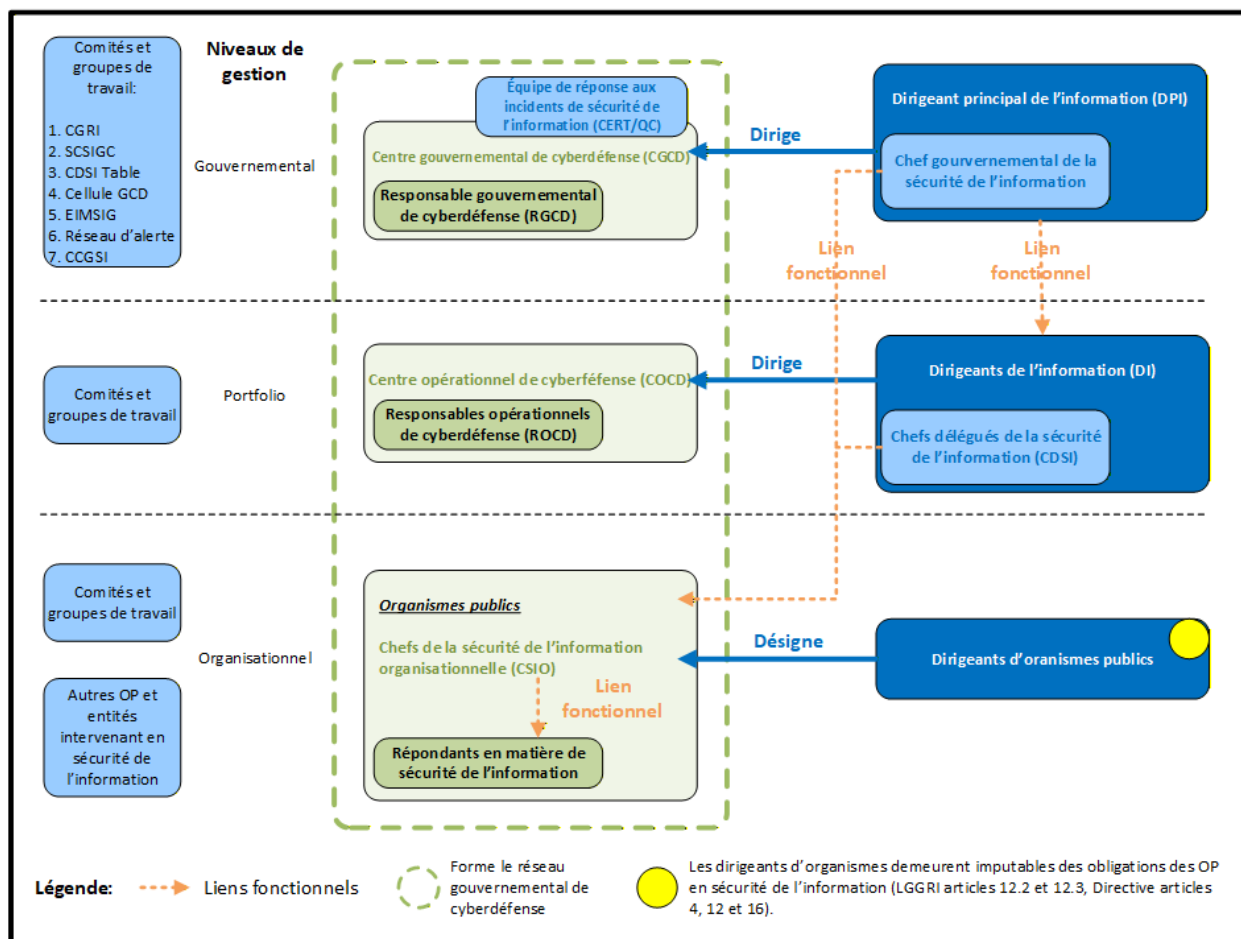 Comités et
groupes de
travail:
1. CGRI
2. SCSIGC
3. CDSI Table
4. Cellule GCD
5. EIMSIG
6. Réseau d'alerte
7. CCGSI
Niveaux de
gestion
Gouvernemental
Équipe de réponse aux
incidents de sécurité de
l'information (CERT/QC)
Centre gouvernemental de cyberdéfense (CGCD)
Responsable gouvernemental
de cyberdéfense (RGCD)
Dirige
Dirigeant principal de l'information (DPI)
Chef gourvernemental de la
sécurité de l'information
Lien
fonctionnel
Lien
fonctionnel
Comités et
groupes de travail
Portfolio
Centre opérationnel de cyberféfense (COCD)
Responsables opérationnels
de cyberdéfense (ROCD)
Dirige
Dirigeants de l'information (DI)
Chefs délégués de la sécurité
de l'information (CDSI)
Comités et
groupes de travail
Organisationnel
Autres OP et
entités
intervenant en
sécurité de
l'information
Organismes publics
Chefs de la sécurité de l'information
organisationnelle (CSIO)
Lien
fonctionnel
Répondants en matière de
sécurité de l'information
Désigne
Dirigeants d'oranismes publics
Légende:
Liens fonctionnels
Forme le réseau
gouvernemental de
cyberdéfense
Les dirigeants d'organismes demeurent imputables des obligations des OP
en sécurité de l'information (LGGRI articles 12.2 et 12.3, Directive articles
4, 12 et 16).